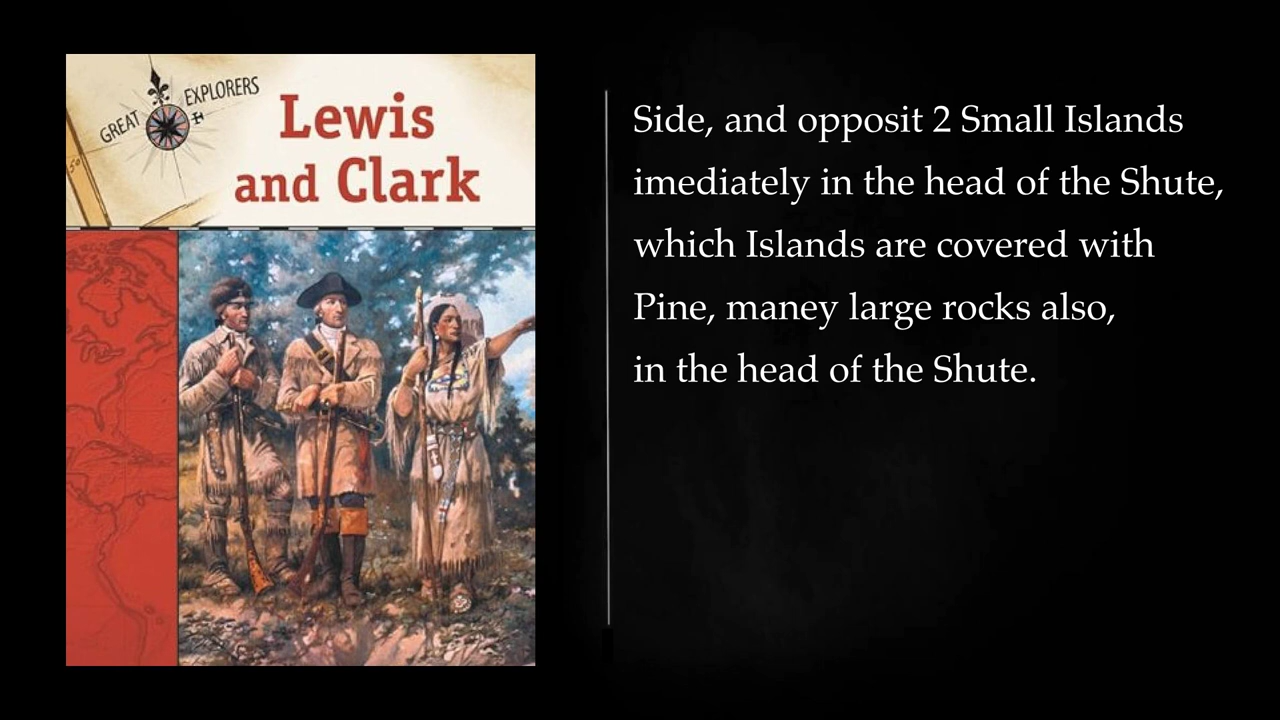 GREAT EXPLORERS
Lewis
and Clark
Side, and opposit 2 Small Islands
imediately in the head of the Shute,
which Islands are covered with
Pine, maney large rocks also,
in the head of the Shute.